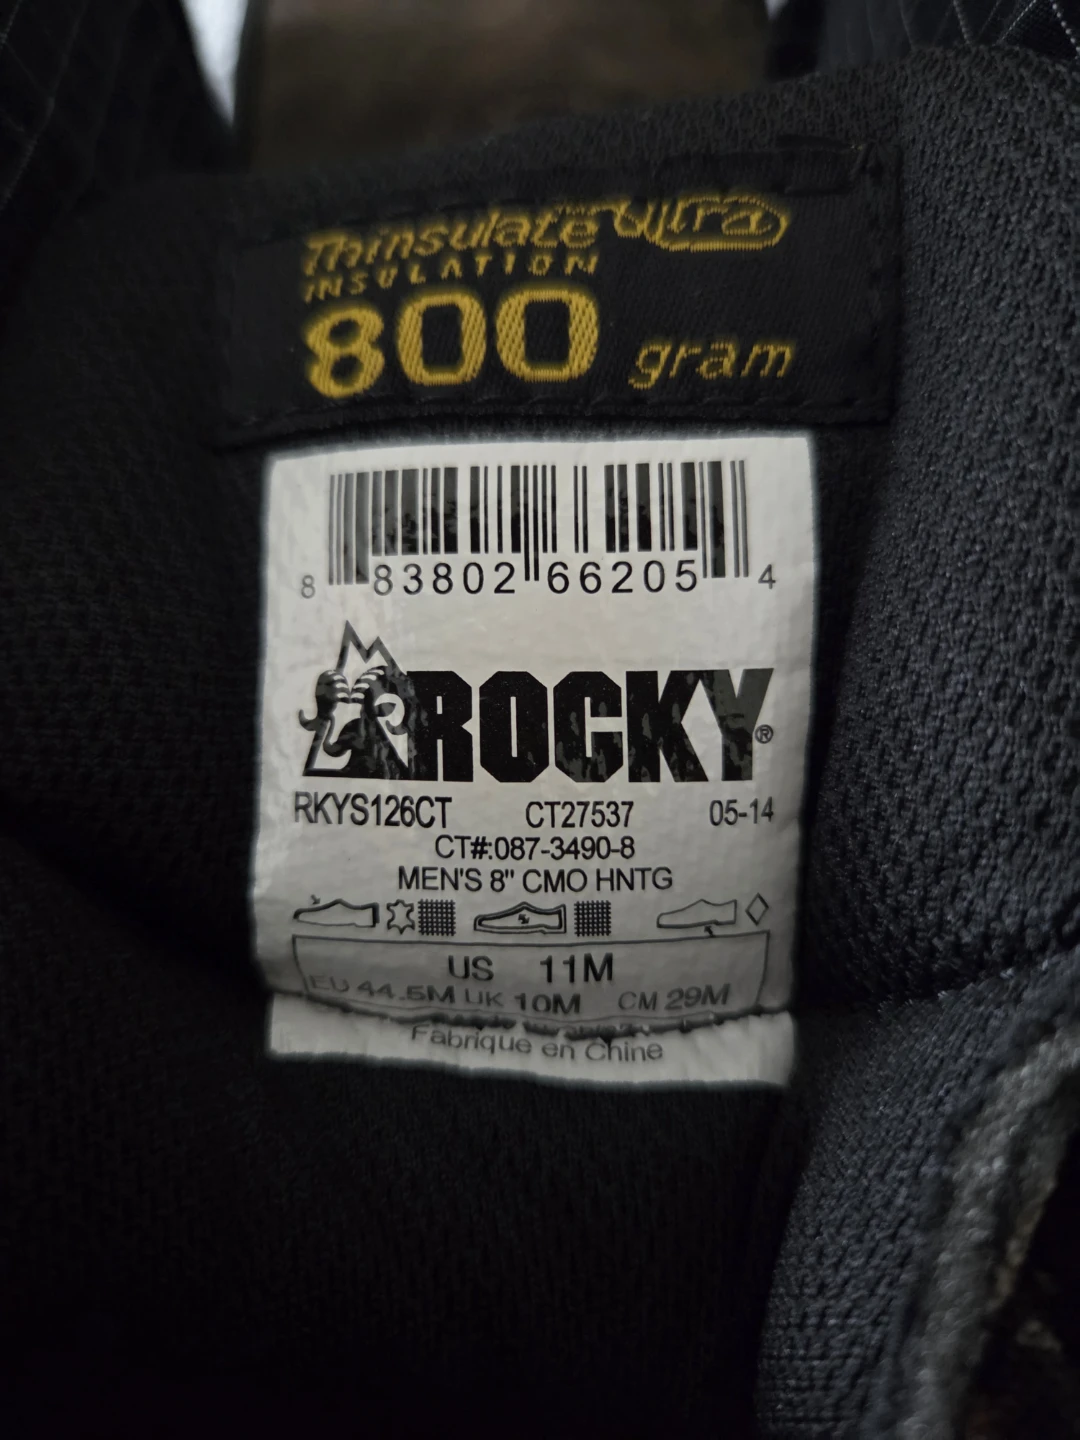 Thinsulate Ultra
INSULATION
800 gram
8 83802 66205 4
ROCKY®
RKYS126CT CT27537 05-14
CT#:087-3490-8
MEN'S 8" CMO HNTG
US 11M
EU 44.5M UK 10M CM 29M
Fabrique en Chine